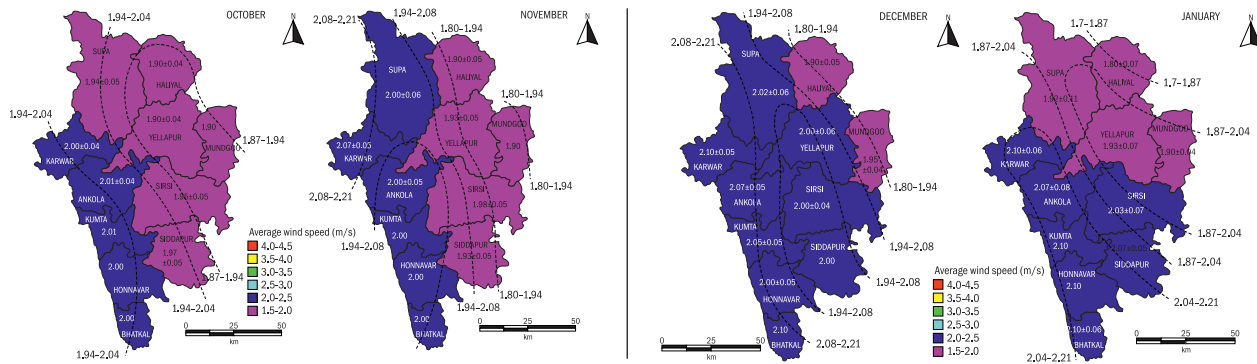 1.94–2.04
OCTOBER
N
SUPA
1.94±0.05
1.90±0.04
HALIYAL
1.90±0.04
YELLAPUR
1.90
MUNDGOD
1.94–2.04
2.00±0.04
KARWAR
1.87–1.94
2.01±0.04
ANKOLA
SIRSI
1.98±0.05
KUMTA
2.01
1.97
±0.05
SIDDAPUR
2.00
HONNAVAR
1.87–1.94
1.94–2.04
2.00
BHATKAL
1.94–2.04
Average wind speed (m/s)
4.0-4.5
3.5-4.0
3.0-3.5
2.5-3.0
2.0-2.5
1.5-2.0
0 25 50
km
2.08–2.21
1.94–2.08
1.80–1.94
NOVEMBER
N
SUPA
2.00±0.06
1.90±0.05
HALIYAL
1.80–1.94
1.93±0.05
YELLAPUR
MUNDGOD
1.90
2.07±0.05
KARWAR
2.00±0.05
ANKOLA
SIRSI
1.98±0.05
1.80–1.94
2.08–2.21
KUMTA
2.00
1.94–2.08
SIDDAPUR
1.93±0.05
HONNAVAR
2.00
1.80–1.94
1.94–2.08
2.00
BHATKAL
0 25 50
km
1.94–2.08
1.80–1.94
DECEMBER
N
2.08–2.21
SUPA
2.02±0.06
1.90±0.05
HALIYAL
2.00±0.06
YELLAPUR
MUNDGOD
1.95
±0.04
2.10±0.05
KARWAR
2.07±0.05
ANKOLA
SIRSI
2.00±0.04
1.80–1.94
KUMTA
2.05±0.05
SIDDAPUR
2.00
1.94–2.08
2.00±0.05
HONNAVAR
1.94–2.08
1.94–2.08
2.10
BHATKAL
2.08–2.21
0 25 50
km
Average wind speed (m/s)
4.0-4.5
3.5-4.0
3.0-3.5
2.5-3.0
2.0-2.5
1.5-2.0
1.7–1.87
JANUARY
N
1.87–2.04
SUPA
1.80±0.07
HALIYAL
1.7–1.87
YELLAPUR
1.93±0.07
MUNDGOD
1.90±0.04
1.87–2.04
2.10±0.06
KARWAR
2.07±0.08
ANKOLA
SIRSI
2.03±0.07
KUMTA
2.10
1.87–2.04
SIDDAPUR
1.87–2.04
HONNAVAR
2.10
2.04–2.21
2.10±0.06
BHATKAL
2.04–2.21
0 25 50
km